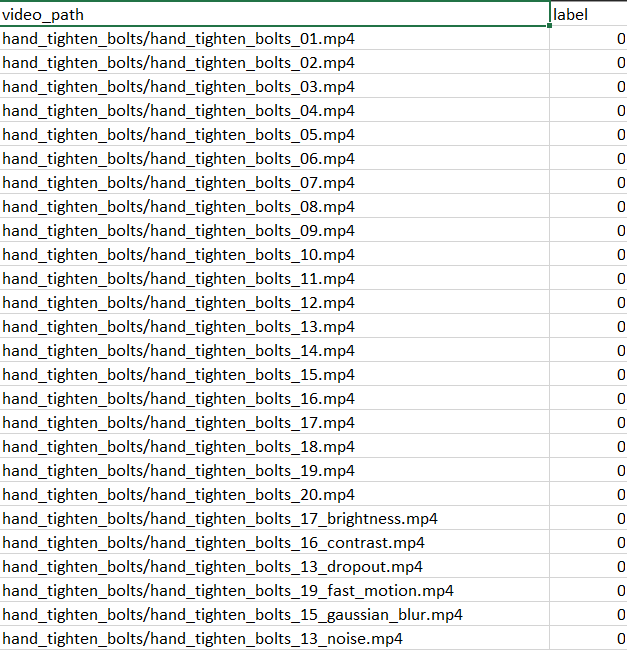 video_path label
hand_tighten_bolts/hand_tighten_bolts_01.mp4 0
hand_tighten_bolts/hand_tighten_bolts_02.mp4 0
hand_tighten_bolts/hand_tighten_bolts_03.mp4 0
hand_tighten_bolts/hand_tighten_bolts_04.mp4 0
hand_tighten_bolts/hand_tighten_bolts_05.mp4 0
hand_tighten_bolts/hand_tighten_bolts_06.mp4 0
hand_tighten_bolts/hand_tighten_bolts_07.mp4 0
hand_tighten_bolts/hand_tighten_bolts_08.mp4 0
hand_tighten_bolts/hand_tighten_bolts_09.mp4 0
hand_tighten_bolts/hand_tighten_bolts_10.mp4 0
hand_tighten_bolts/hand_tighten_bolts_11.mp4 0
hand_tighten_bolts/hand_tighten_bolts_12.mp4 0
hand_tighten_bolts/hand_tighten_bolts_13.mp4 0
hand_tighten_bolts/hand_tighten_bolts_14.mp4 0
hand_tighten_bolts/hand_tighten_bolts_15.mp4 0
hand_tighten_bolts/hand_tighten_bolts_16.mp4 0
hand_tighten_bolts/hand_tighten_bolts_17.mp4 0
hand_tighten_bolts/hand_tighten_bolts_18.mp4 0
hand_tighten_bolts/hand_tighten_bolts_19.mp4 0
hand_tighten_bolts/hand_tighten_bolts_20.mp4 0
hand_tighten_bolts/hand_tighten_bolts_17_brightness.mp4 0
hand_tighten_bolts/hand_tighten_bolts_16_contrast.mp4 0
hand_tighten_bolts/hand_tighten_bolts_13_dropout.mp4 0
hand_tighten_bolts/hand_tighten_bolts_19_fast_motion.mp4 0
hand_tighten_bolts/hand_tighten_bolts_15_gaussian_blur.mp4 0
hand_tighten_bolts/hand_tighten_bolts_13_noise.mp4 0